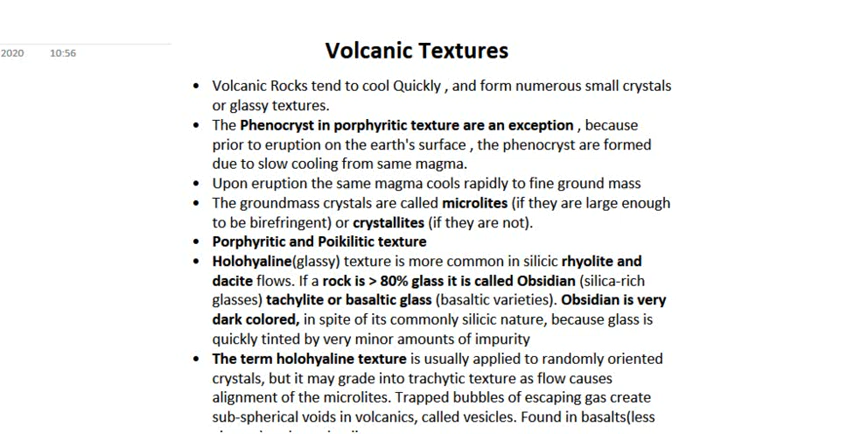 Volcanic Textures
2020 10:56
• Volcanic Rocks tend to cool Quickly , and form numerous small crystals
or glassy textures.
• The Phenocryst in porphyritic texture are an exception , because
prior to eruption on the earth's surface , the phenocryst are formed
due to slow cooling from same magma.
• Upon eruption the same magma cools rapidly to fine ground mass
• The groundmass crystals are called microlites (if they are large enough
to be birefringent) or crystallites (if they are not).
• Porphyritic and Poikilitic texture
• Holohyaline(glassy) texture is more common in silicic rhyolite and
dacite flows. If a rock is > 80% glass it is called Obsidian (silica-rich
glasses) tachylite or basaltic glass (basaltic varieties). Obsidian is very
dark colored, in spite of its commonly silicic nature, because glass is
quickly tinted by very minor amounts of impurity
• The term holohyaline texture is usually applied to randomly oriented
crystals, but it may grade into trachytic texture as flow causes
alignment of the microlites. Trapped bubbles of escaping gas create
sub-spherical voids in volcanics, called vesicles. Found in basalts(less